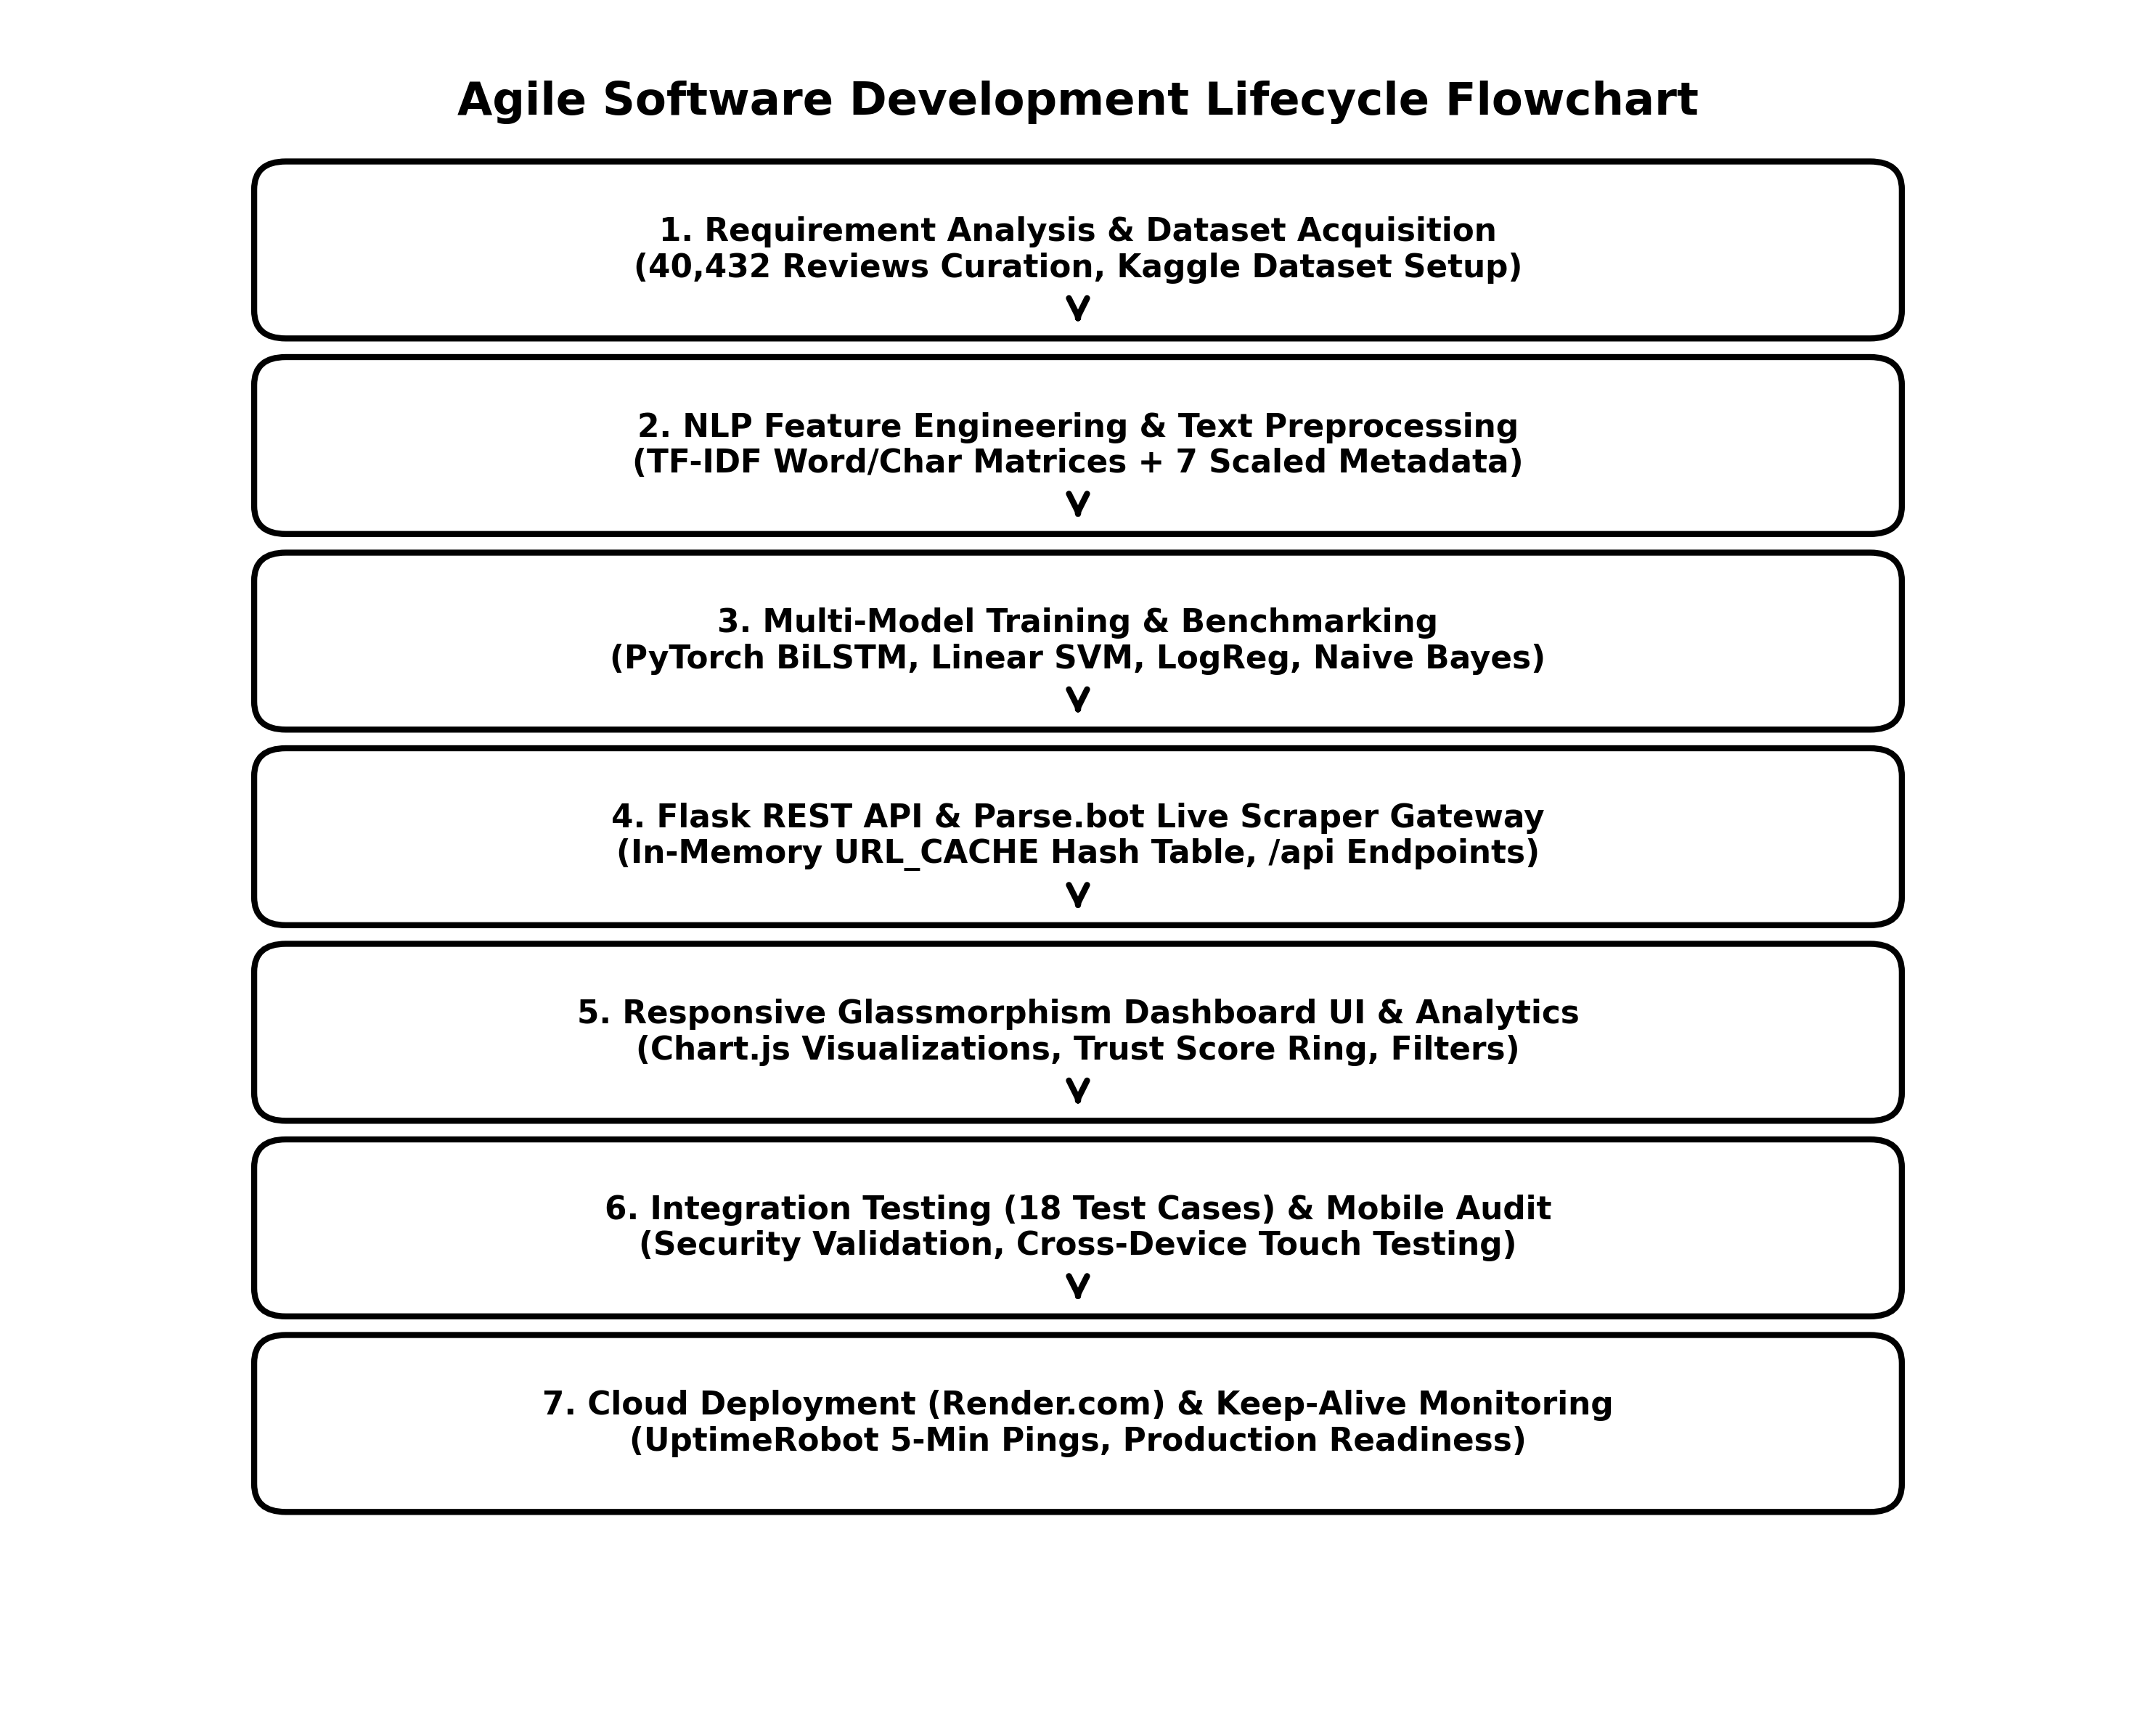 Agile Software Development Lifecycle Flowchart
1. Requirement Analysis & Dataset Acquisition
(40,432 Reviews Curation, Kaggle Dataset Setup)
2. NLP Feature Engineering & Text Preprocessing
(TF-IDF Word/Char Matrices + 7 Scaled Metadata)
3. Multi-Model Training & Benchmarking
(PyTorch BiLSTM, Linear SVM, LogReg, Naive Bayes)
4. Flask REST API & Parse.bot Live Scraper Gateway
(In-Memory URL_CACHE Hash Table, /api Endpoints)
5. Responsive Glassmorphism Dashboard UI & Analytics
(Chart.js Visualizations, Trust Score Ring, Filters)
6. Integration Testing (18 Test Cases) & Mobile Audit
(Security Validation, Cross-Device Touch Testing)
7. Cloud Deployment (Render.com) & Keep-Alive Monitoring
(UptimeRobot 5-Min Pings, Production Readiness)